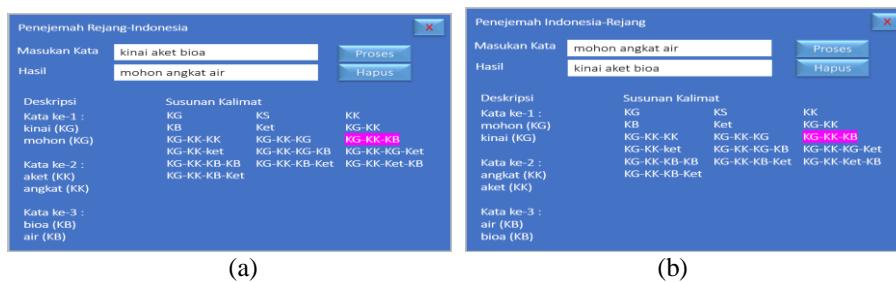 Penejemah Rejang-Indonesia
×
Masukan Kata kinai aket bioa Proses
Hasil mohon angkat air Hapus
Deskripsi Susunan Kalimat
Kata ke-1 : KG KS KK
kinai (KG) KB Ket KG-KK
mohon (KG) KG-KK-KK KG-KK-KG KG-KK-KB
KG-KK-ket KG-KK-KG-KB KG-KK-KG-Ket
Kata ke-2 : KG-KK-KB-KB KG-KK-KB-Ket KG-KK-Ket-KB
aket (KK) KG-KK-KB-Ket
angkat (KK)
Kata ke-3 :
bioa (KB)
air (KB)
(a)
Penejemah Indonesia-Rejang
×
Masukan Kata mohon angkat air Proses
Hasil kinai aket bioa Hapus
Deskripsi Susunan Kalimat
Kata ke-1 : KG KS KK
mohon (KG) KB Ket KG-KK
kinai (KG) KG-KK-KK KG-KK-KG KG-KK-KB
KG-KK-ket KG-KK-KG-KB KG-KK-KG-Ket
Kata ke-2 : KG-KK-KB-KB KG-KK-KB-Ket KG-KK-Ket-KB
angkat (KK) KG-KK-KB-Ket
aket (KK)
Kata ke-3 :
air (KB)
bioa (KB)
(b)